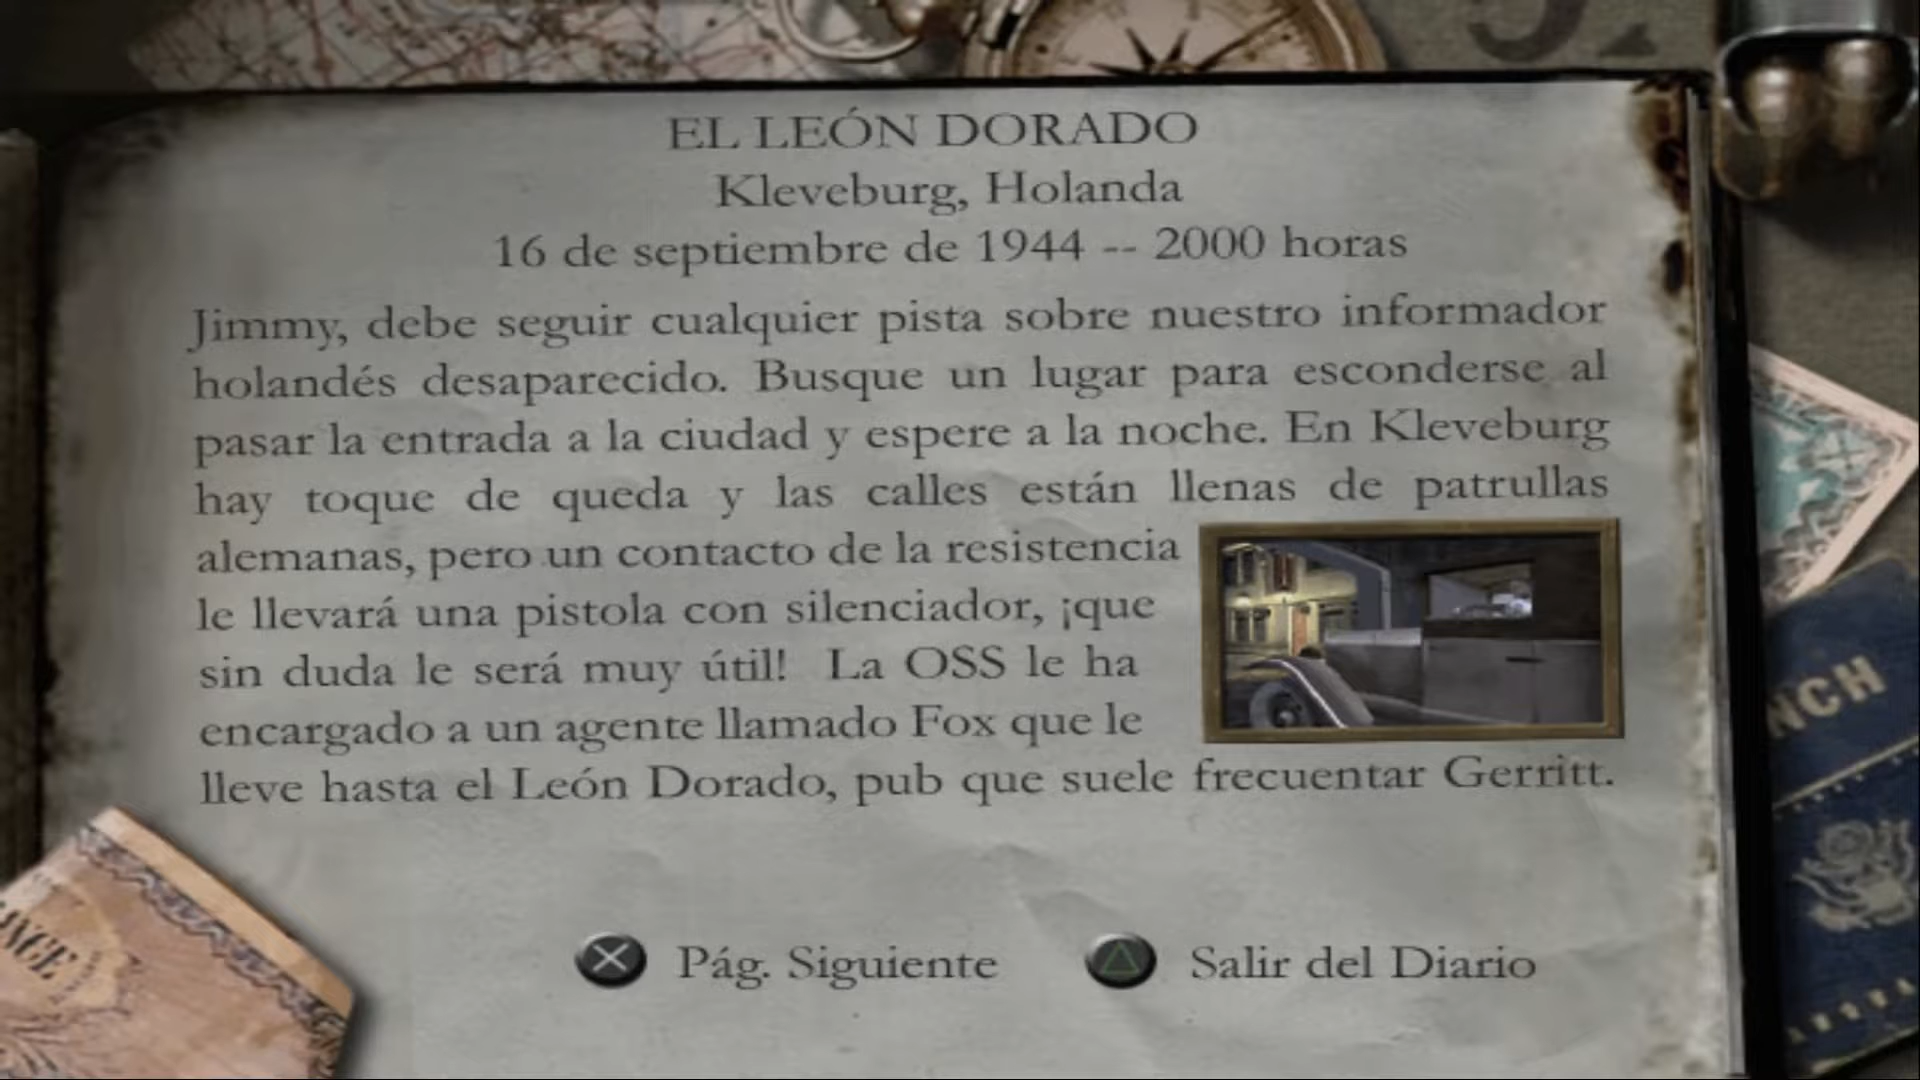 EL LEÓN DORADO
Kleveburg, Holanda
16 de septiembre de 1944 -- 2000 horas
Jimmy, debe seguir cualquier pista sobre nuestro informador
holandés desaparecido. Busque un lugar para esconderse al
pasar la entrada a la ciudad y espere a la noche. En Kleveburg
hay toque de queda y las calles están llenas de patrullas
alemanas, pero un contacto de la resistencia
le llevará una pistola con silenciador, ¡que
sin duda le será muy útil! La OSS le ha
encargado a un agente llamado Fox que le
lleve hasta el León Dorado, pub que suele frecuentar Gerritt.
NCH
Pág. Siguiente
Salir del Diario